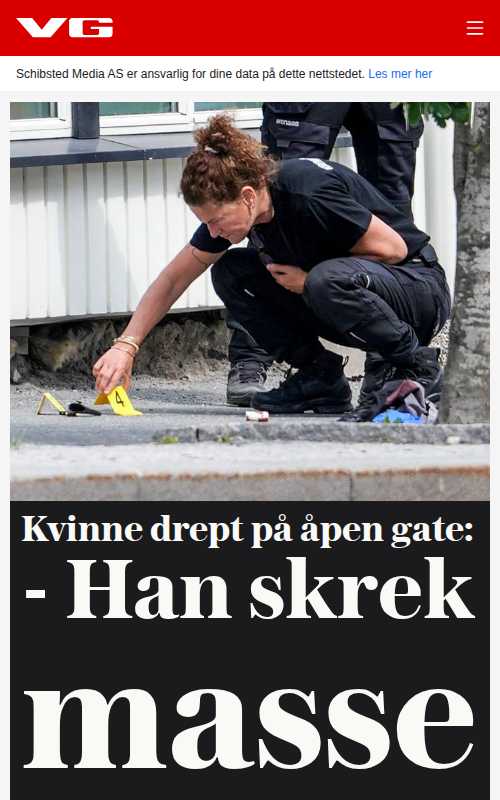 VG
Schibsted Media AS er ansvarlig for dine data på dette nettstedet. Les mer her
wenaas
4
Kvinne drept på åpen gate:
- Han skrek
masse